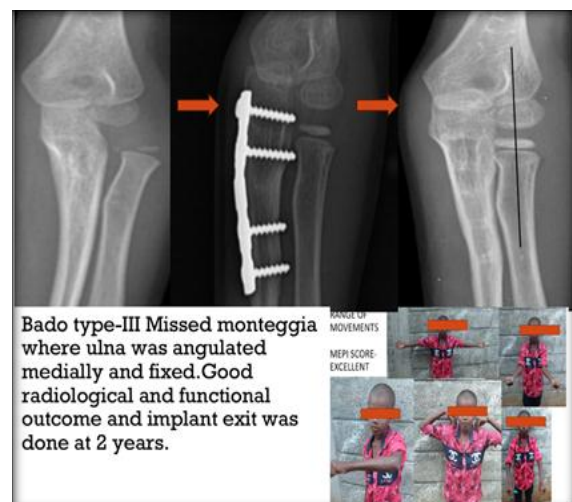 Bado type-III Missed monteggia
where ulna was angulated
medially and fixed.Good
radiological and functional
outcome and implant exit was
done at 2 years.
RANGE OF
MOVEMENTS
MEPI SCORE-
EXCELLENT